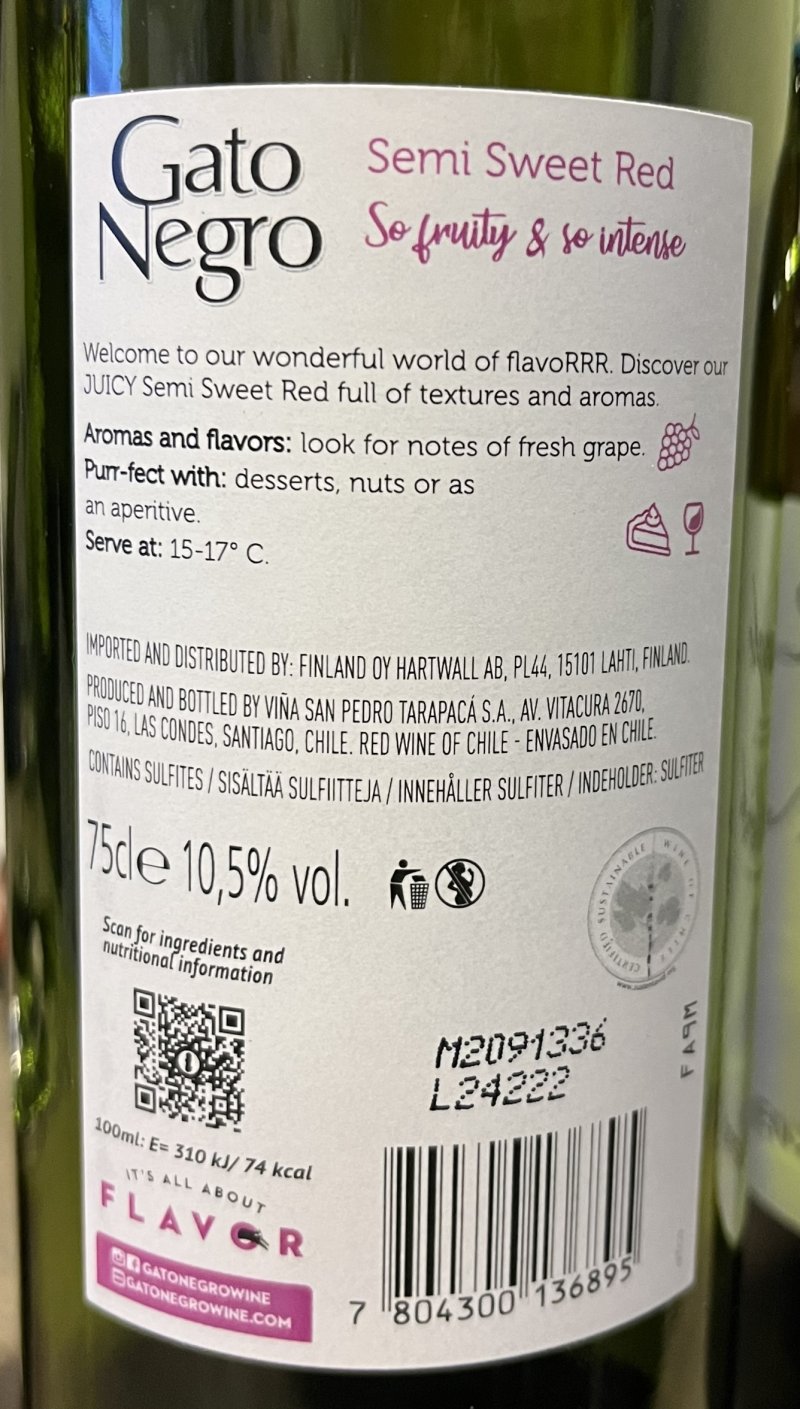 Gato
Negro
Semi Sweet Red
So fruity & so intense
Welcome to our wonderful world of flavoRRR. Discover our
JUICY Semi Sweet Red full of textures and aromas.
Aromas and flavors: look for notes of fresh grape.
Purr-fect with: desserts, nuts or as
an aperitive.
Serve at: 15-17° C.
IMPORTED AND DISTRIBUTED BY: FINLAND OY HARTWALL AB, PL44, 15101 LAHTI, FINLAND.
PRODUCED AND BOTTLED BY VIÑA SAN PEDRO TARAPACÁ S.A., AV. VITACURA 2670,
PISO 16, LAS CONDES, SANTIAGO, CHILE. RED WINE OF CHILE - ENVASADO EN CHILE.
CONTAINS SULFITES / SISÄLTÄÄ SULFIITTEJA / INNEHÅLLER SULFITER / INDEHOLDER: SULFITER
75cl e 10,5% vol.
CERTIFIED SUSTAINABLE WINE OF CHILE
Scan for ingredients and
nutritional information
M2091336
L24222
100ml: E= 310 kJ/ 74 kcal
IT'S ALL ABOUT
FLAVOR
GATONEGROWINE
GATONEGROWINE.COM
7 804300 136895